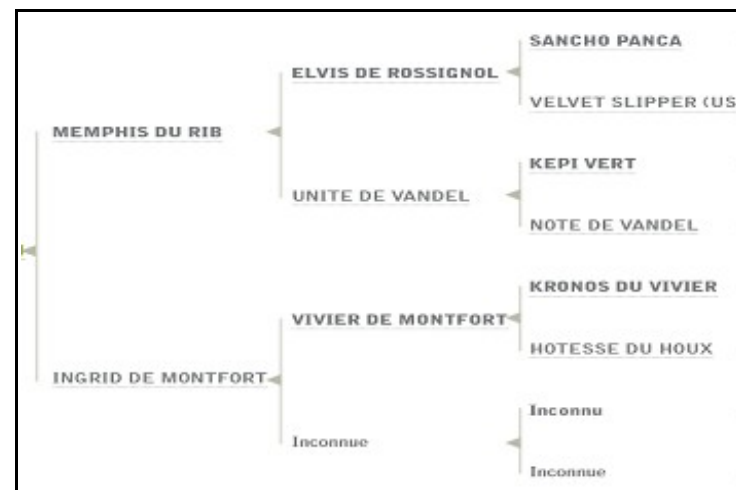 SANCHO PANCA
ELVIS DE ROSSIGNOL
VELVET SLIPPER (US
MEMPHIS DU RIB
KEPI VERT
UNITE DE VANDEL
NOTE DE VANDEL
KRONOS DU VIVIER
VIVIER DE MONTFORT
HOTESSE DU HOUX
INGRID DE MONTFORT
Inconnu
Inconnue
Inconnue